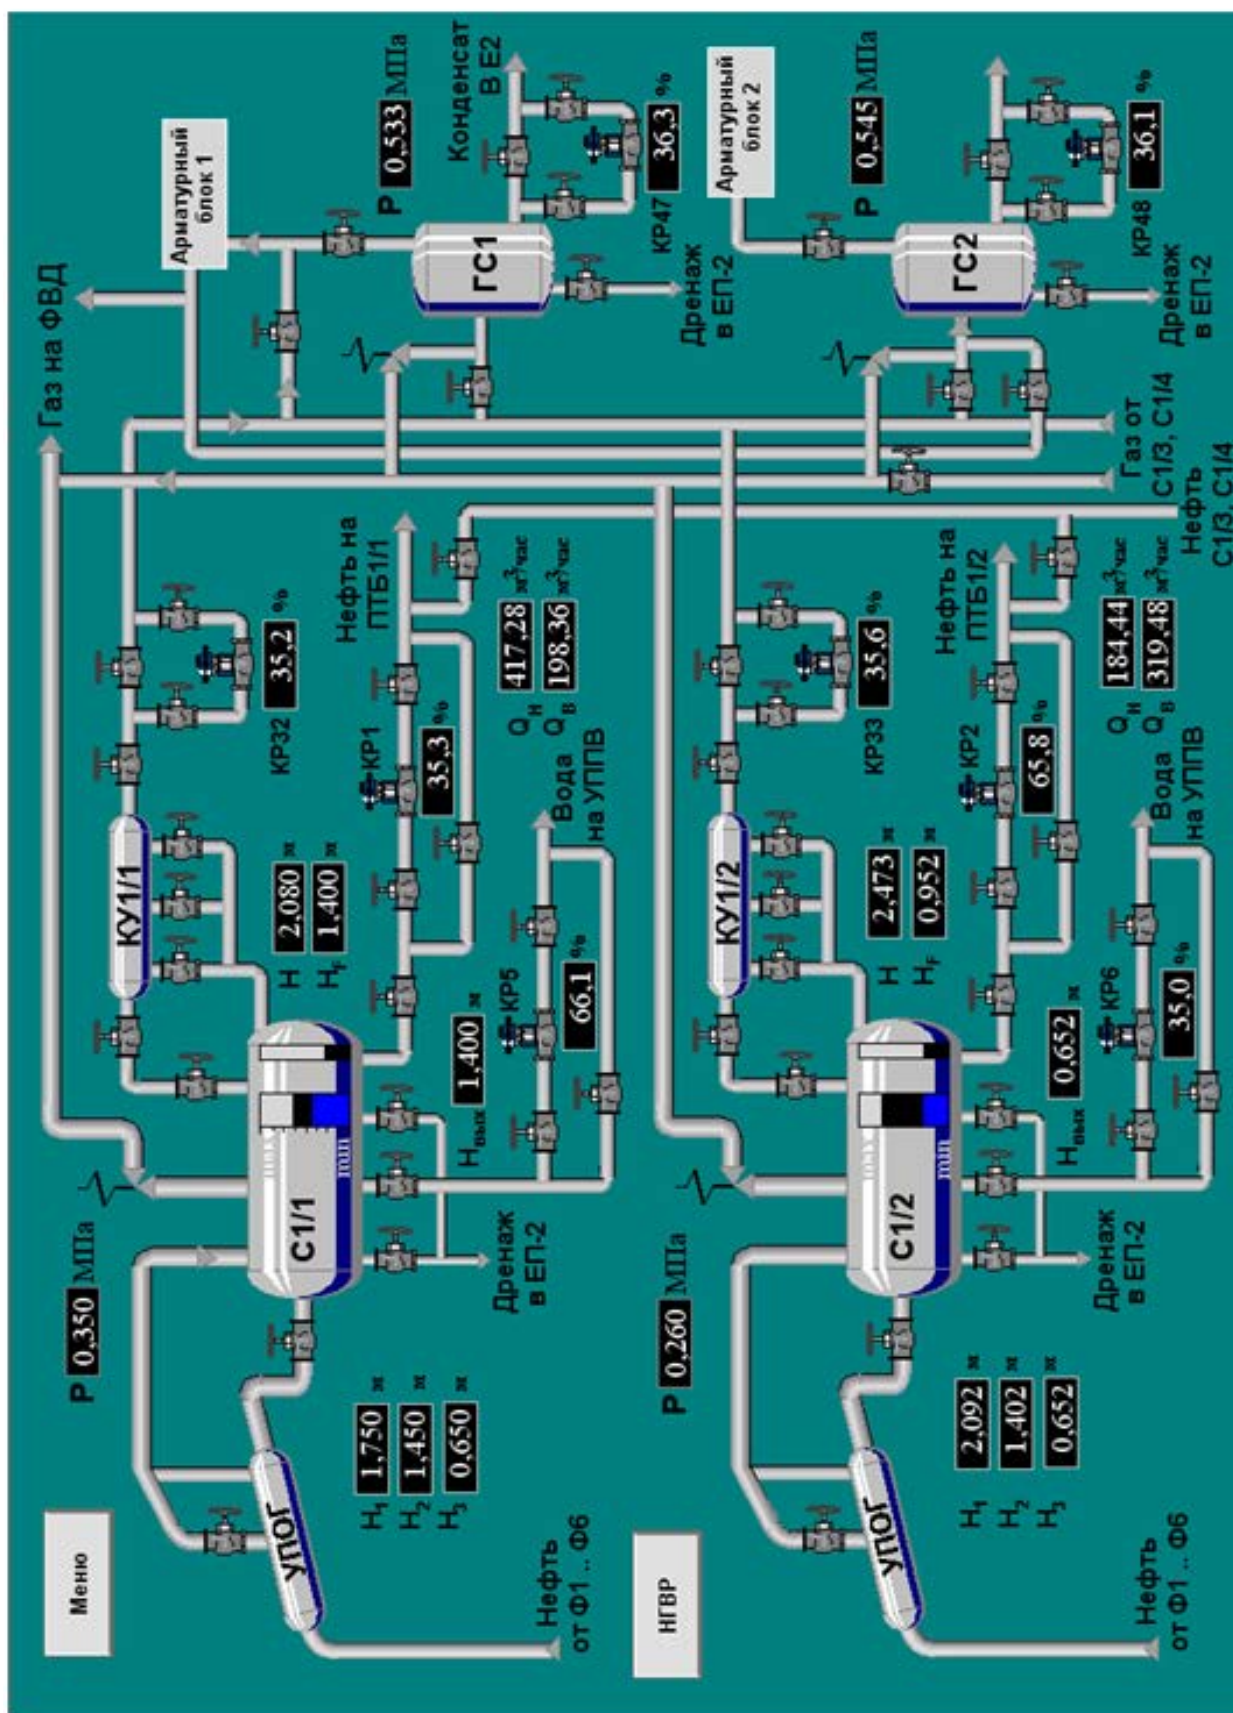 Меню
P 0,350 МПа
Газ на ФВД
КУ1/1
Арматурный
блок 1
УПОГ
С1/1
min
КР32
35,2 %
P 0,533 МПа
H 2,080 м
HF 1,400 м
H1 1,750 м
H2 1,450 м
H3 0,650 м
КР1
35,3 %
Нефть на
ПТБ1/1
ГС1
Конденсат
в Е2
Hвых 1,400 м
QН 417,28 м³/час
QВ 198,36 м³/час
КР5
66,1 %
Вода
на УППВ
Дренаж
в ЕП-2
Нефть
от Ф1 .. Ф6
КР47
36,3 %
Дренаж
в ЕП-2
НГВР
P 0,260 МПа
КУ1/2
Арматурный
блок 2
УПОГ
С1/2
min
КР33
35,6 %
P 0,545 МПа
H 2,473 м
HF 0,952 м
H1 2,092 м
H2 1,402 м
H3 0,652 м
КР2
65,8 %
Нефть на
ПТБ1/2
ГС2
Hвых 0,652 м
QН 184,44 м³/час
QВ 319,48 м³/час
КР6
35,0 %
Вода
на УППВ
Дренаж
в ЕП-2
Нефть
от Ф1 .. Ф6
КР48
36,1 %
Дренаж
в ЕП-2
Газ от
С1/3, С1/4
Нефть
С1/3, С1/4